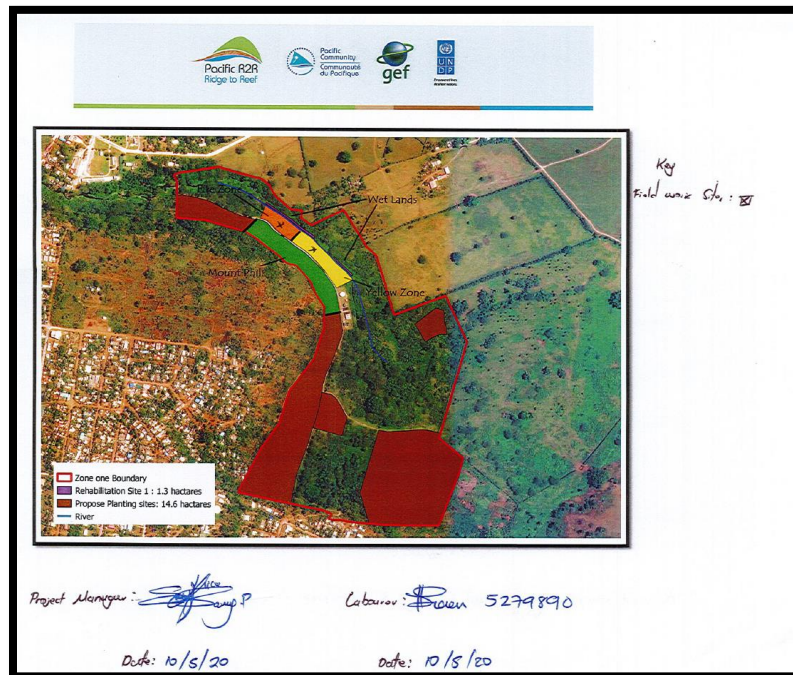 Pacific R2R
Ridge to Reef
Pacific
Community
Communauté
du Pacifique
gef
U N
D P
Key
Field work Site :
Zone
Wet Lands
Mount
Yellow Zone
Zone one Boundary
Rehabilitation Site 1 : 1.3 hactares
Propose Planting sites: 14.6 hactares
River
Project Manager :
Labourer : 5279890
Date: 10/5/20
Date: 10/5/20